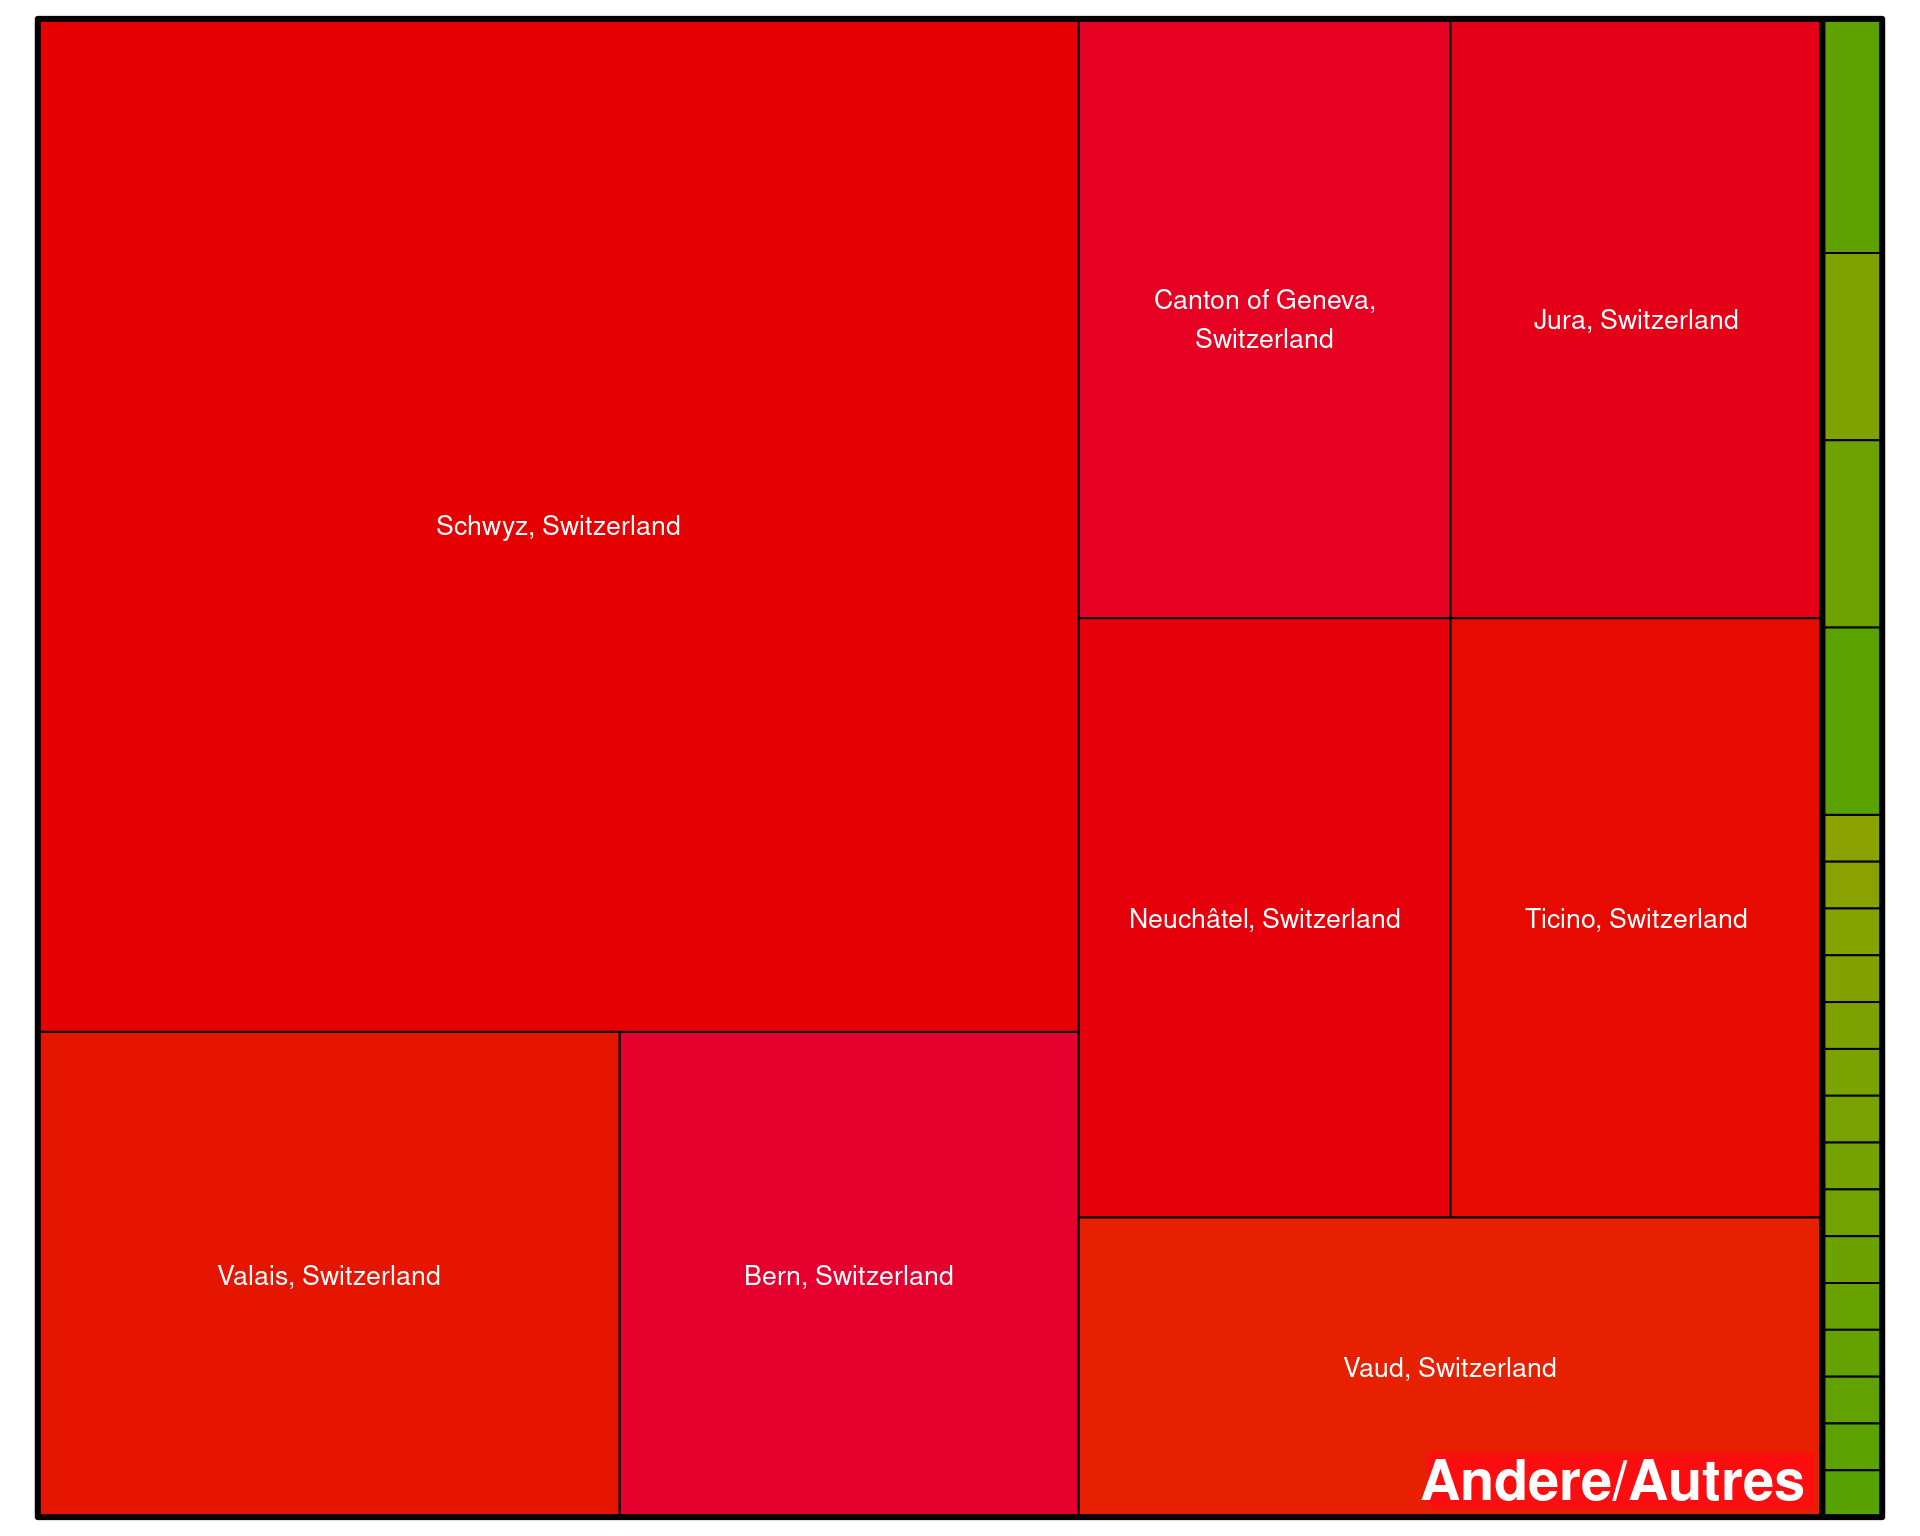 Schwyz, Switzerland
Canton of Geneva,
Switzerland
Jura, Switzerland
Neuchâtel, Switzerland
Ticino, Switzerland
Valais, Switzerland
Bern, Switzerland
Vaud, Switzerland
Andere/Autres